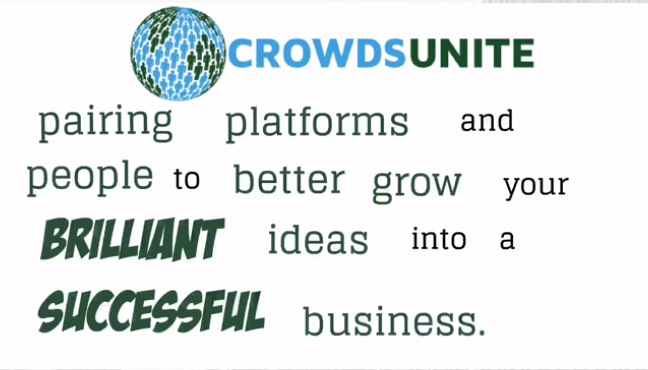 CROWDSUNITE
pairing platforms and
people to better grow your
BRILLIANT ideas into a
SUCCESSFUL business.